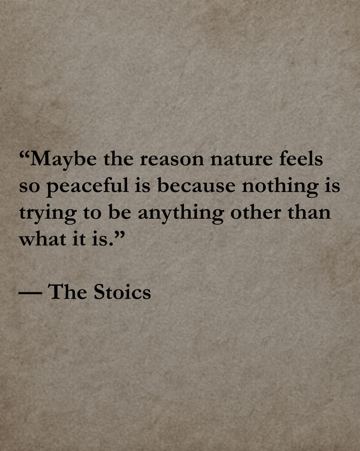 “Maybe the reason nature feels
so peaceful is because nothing is
trying to be anything other than
what it is.”
— The Stoics